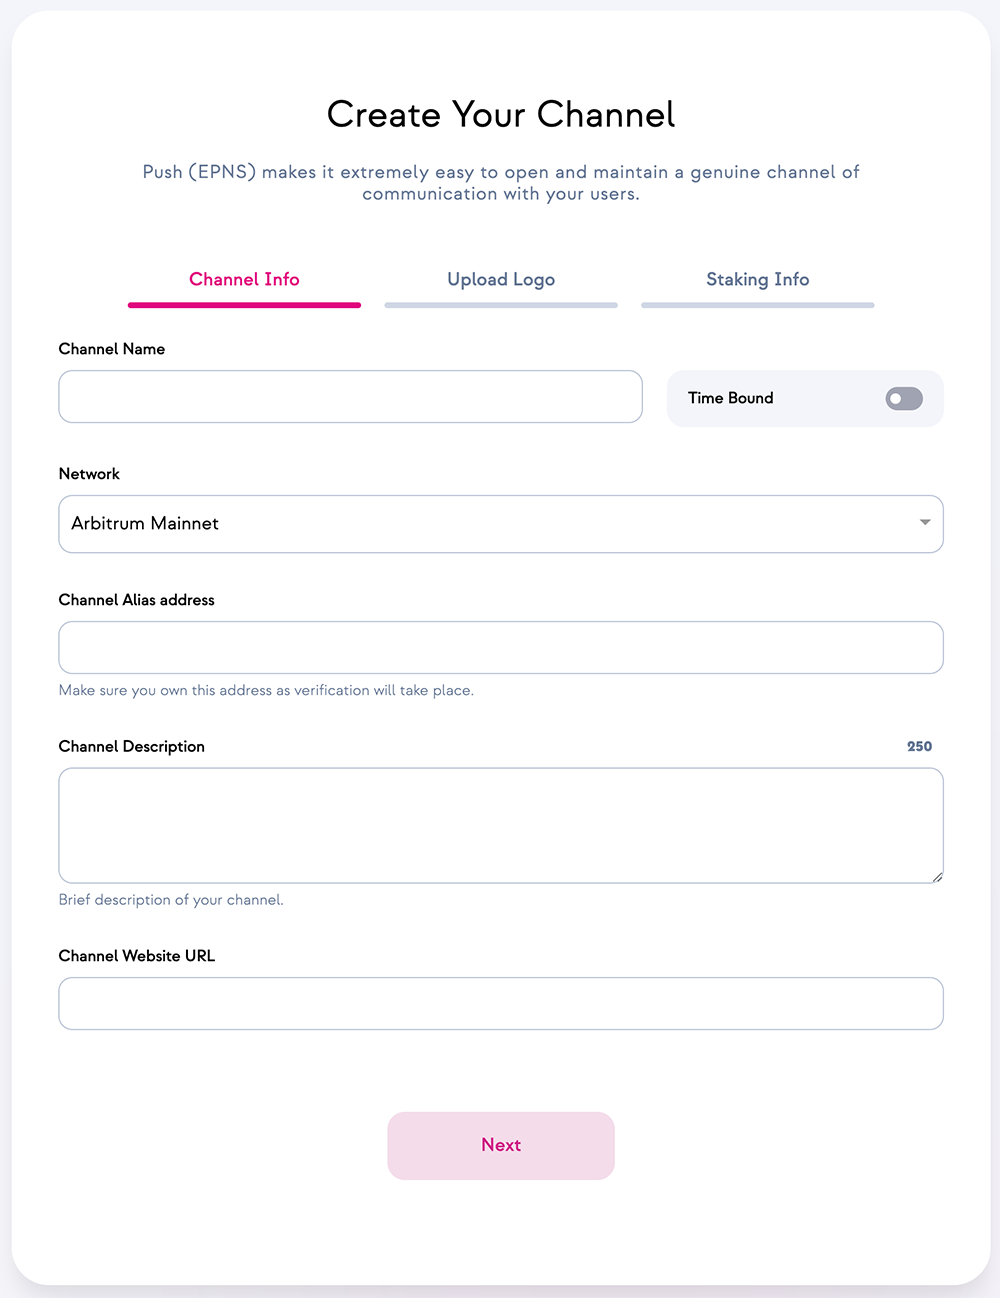 Create Your Channel
Push (EPNS) makes it extremely easy to open and maintain a genuine channel of
communication with your users.
Channel Info
Upload Logo
Staking Info
Channel Name
Time Bound
Network
Arbitrum Mainnet
Channel Alias address
Make sure you own this address as verification will take place.
Channel Description
250
Brief description of your channel.
Channel Website URL
Next